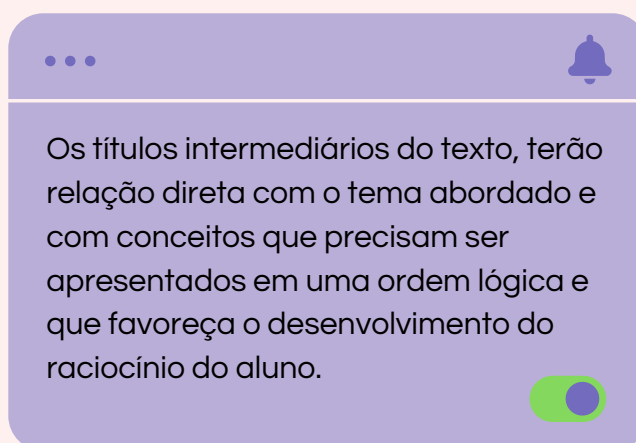 Os títulos intermediários do texto, terão
relação direta com o tema abordado e
com conceitos que precisam ser
apresentados em uma ordem lógica e
que favoreça o desenvolvimento do
raciocínio do aluno.